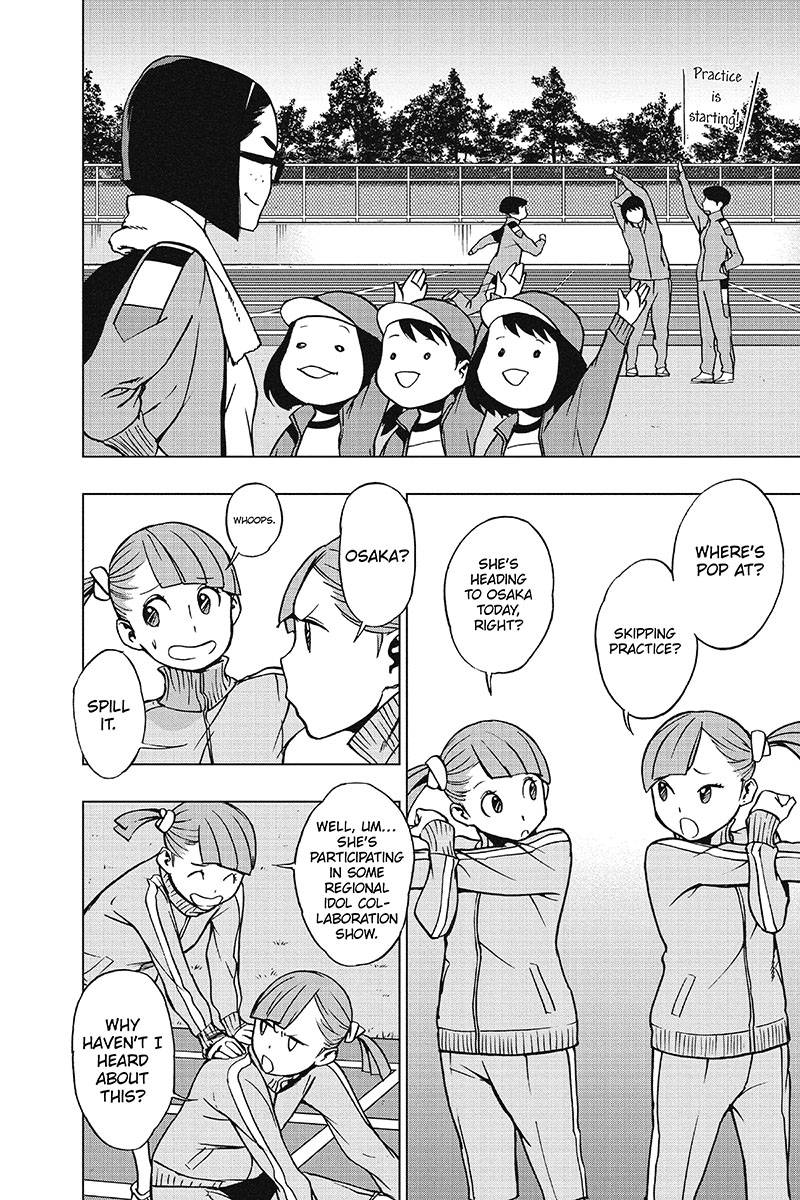 Practice
is
starting!
WHERE'S
POP AT?
SKIPPING
PRACTICE?
SHE'S
HEADING
TO OSAKA
TODAY,
RIGHT?
OSAKA?
WHOOPS.
SPILL
IT.
WELL, UM...
SHE'S
PARTICIPATING
IN SOME
REGIONAL
IDOL COL-
LABORATION
SHOW.
WHY
HAVEN'T I
HEARD
ABOUT
THIS?